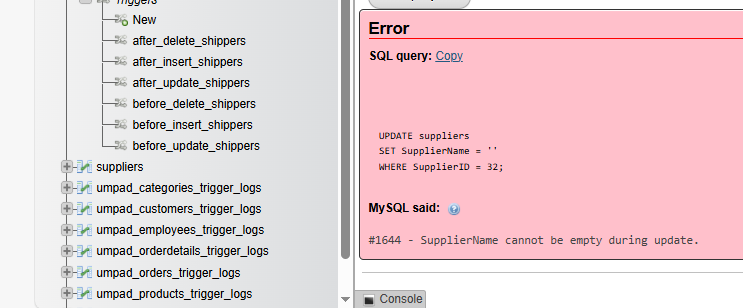 Triggers
New
after_delete_shippers
after_insert_shippers
after_update_shippers
before_delete_shippers
before_insert_shippers
before_update_shippers
suppliers
umpad_categories_trigger_logs
umpad_customers_trigger_logs
umpad_employees_trigger_logs
umpad_orderdetails_trigger_logs
umpad_orders_trigger_logs
umpad_products_trigger_logs
Error
SQL query: Copy
UPDATE suppliers
SET SupplierName = ''
WHERE SupplierID = 32;
MySQL said:
#1644 - SupplierName cannot be empty during update.
Console